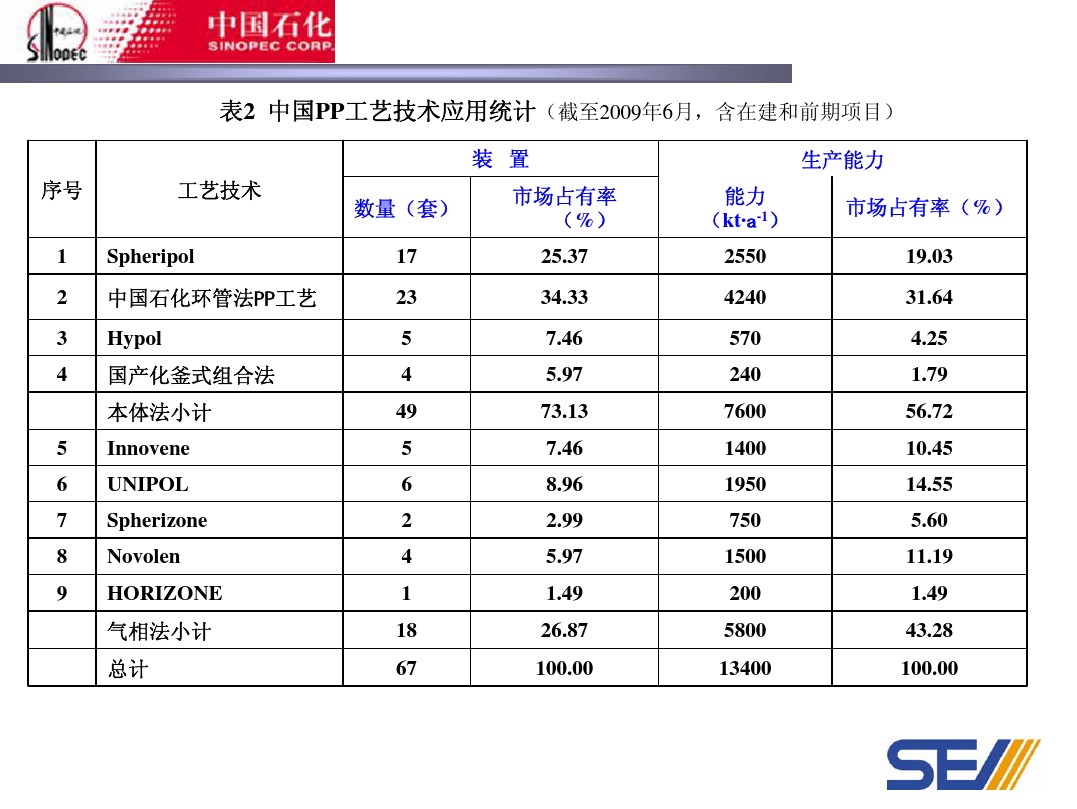 SINOPEC
中国石化
SINOPEC CORP.
表2 中国PP工艺技术应用统计（截至2009年6月，含在建和前期项目）
序号 工艺技术 装 置 生产能力
数量（套） 市场占有率（%） 能力（kt·a-1） 市场占有率（%）
1 Spheripol 17 25.37 2550 19.03
2 中国石化环管法PP工艺 23 34.33 4240 31.64
3 Hypol 5 7.46 570 4.25
4 国产化釜式组合法 4 5.97 240 1.79
本体法小计 49 73.13 7600 56.72
5 Innovene 5 7.46 1400 10.45
6 UNIPOL 6 8.96 1950 14.55
7 Spherizone 2 2.99 750 5.60
8 Novolen 4 5.97 1500 11.19
9 HORIZONE 1 1.49 200 1.49
气相法小计 18 26.87 5800 43.28
总计 67 100.00 13400 100.00
SEI